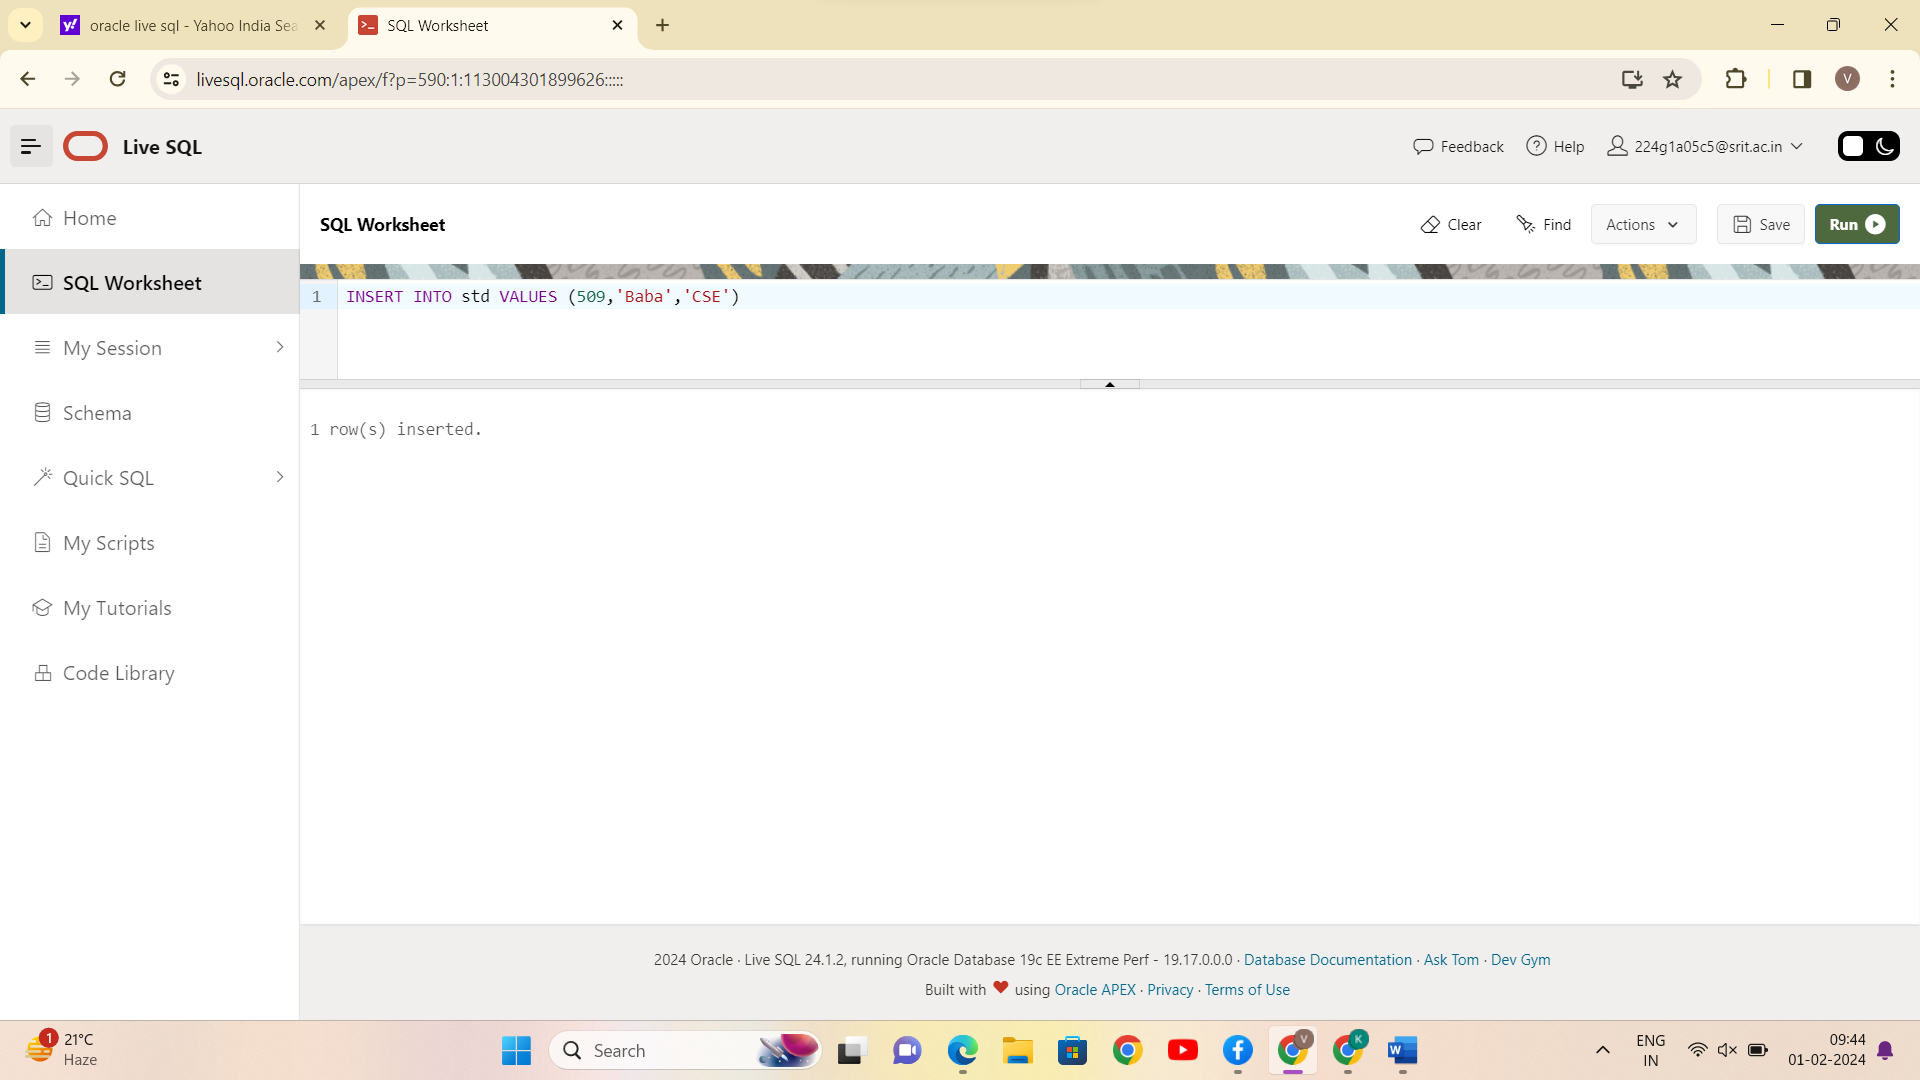 oracle live sql - Yahoo India Sea
SQL Worksheet
livesql.oracle.com/apex/f?p=590:1:113004301899626:::::
V
Live SQL
Feedback
Help
224g1a05c5@srit.ac.in
Home
SQL Worksheet
My Session
Schema
Quick SQL
My Scripts
My Tutorials
Code Library
SQL Worksheet
Clear
Find
Actions
Save
Run
1 INSERT INTO std VALUES (509,'Baba','CSE')
1 row(s) inserted.
2024 Oracle · Live SQL 24.1.2, running Oracle Database 19c EE Extreme Perf - 19.17.0.0.0 · Database Documentation · Ask Tom · Dev Gym
Built with ❤ using Oracle APEX · Privacy · Terms of Use
1
21°C
Haze
Search
V
K
W
ENG
IN
09:44
01-02-2024